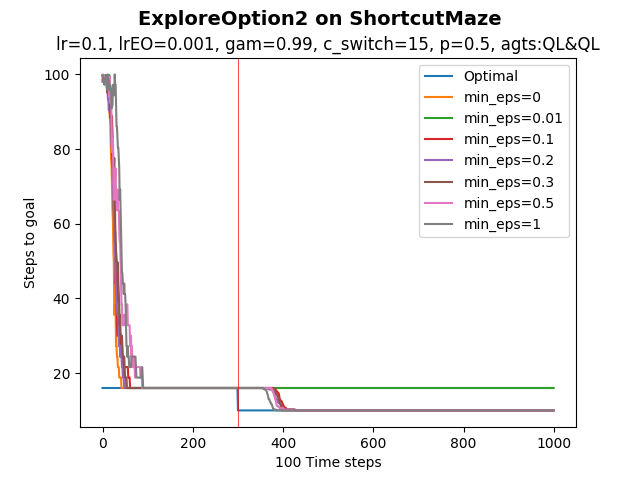 ExploreOption2 on ShortcutMaze
lr=0.1, lrEO=0.001, gam=0.99, c_switch=15, p=0.5, agts:QL&QL
Steps to goal
100
80
60
40
20
Optimal
min_eps=0
min_eps=0.01
min_eps=0.1
min_eps=0.2
min_eps=0.3
min_eps=0.5
min_eps=1
0 200 400 600 800 1000
100 Time steps